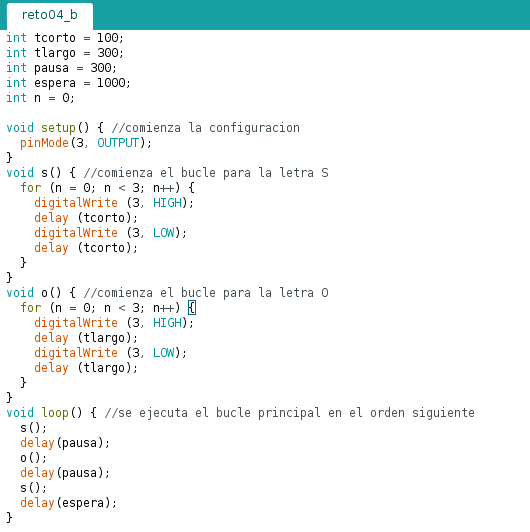 reto04_b
int tcorto = 100;
int tlargo = 300;
int pausa = 300;
int espera = 1000;
int n = 0;

void setup() { //comienza la configuracion
  pinMode(3, OUTPUT);
}
void s() { //comienza el bucle para la letra S
  for (n = 0; n < 3; n++) {
    digitalWrite (3, HIGH);
    delay (tcorto);
    digitalWrite (3, LOW);
    delay (tcorto);
  }
}
void o() { //comienza el bucle para la letra O
  for (n = 0; n < 3; n++) {
    digitalWrite (3, HIGH);
    delay (tlargo);
    digitalWrite (3, LOW);
    delay (tlargo);
  }
}
void loop() { //se ejecuta el bucle principal en el orden siguiente
  s();
  delay(pausa);
  o();
  delay(pausa);
  s();
  delay(espera);
}